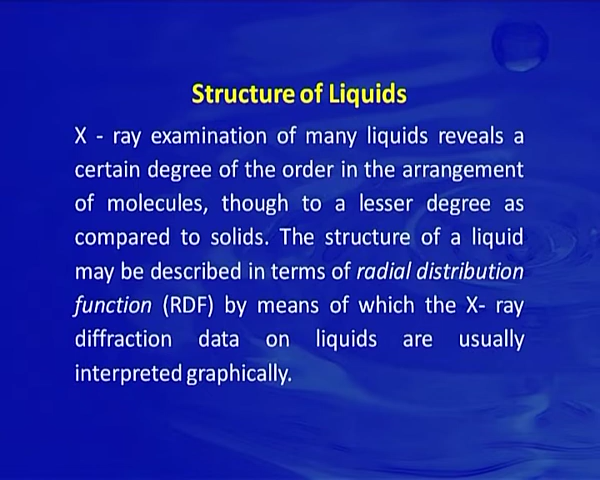 Structure of Liquids
X - ray examination of many liquids reveals a
certain degree of the order in the arrangement
of molecules, though to a lesser degree as
compared to solids. The structure of a liquid
may be described in terms of radial distribution
function (RDF) by means of which the X- ray
diffraction data on liquids are usually
interpreted graphically.